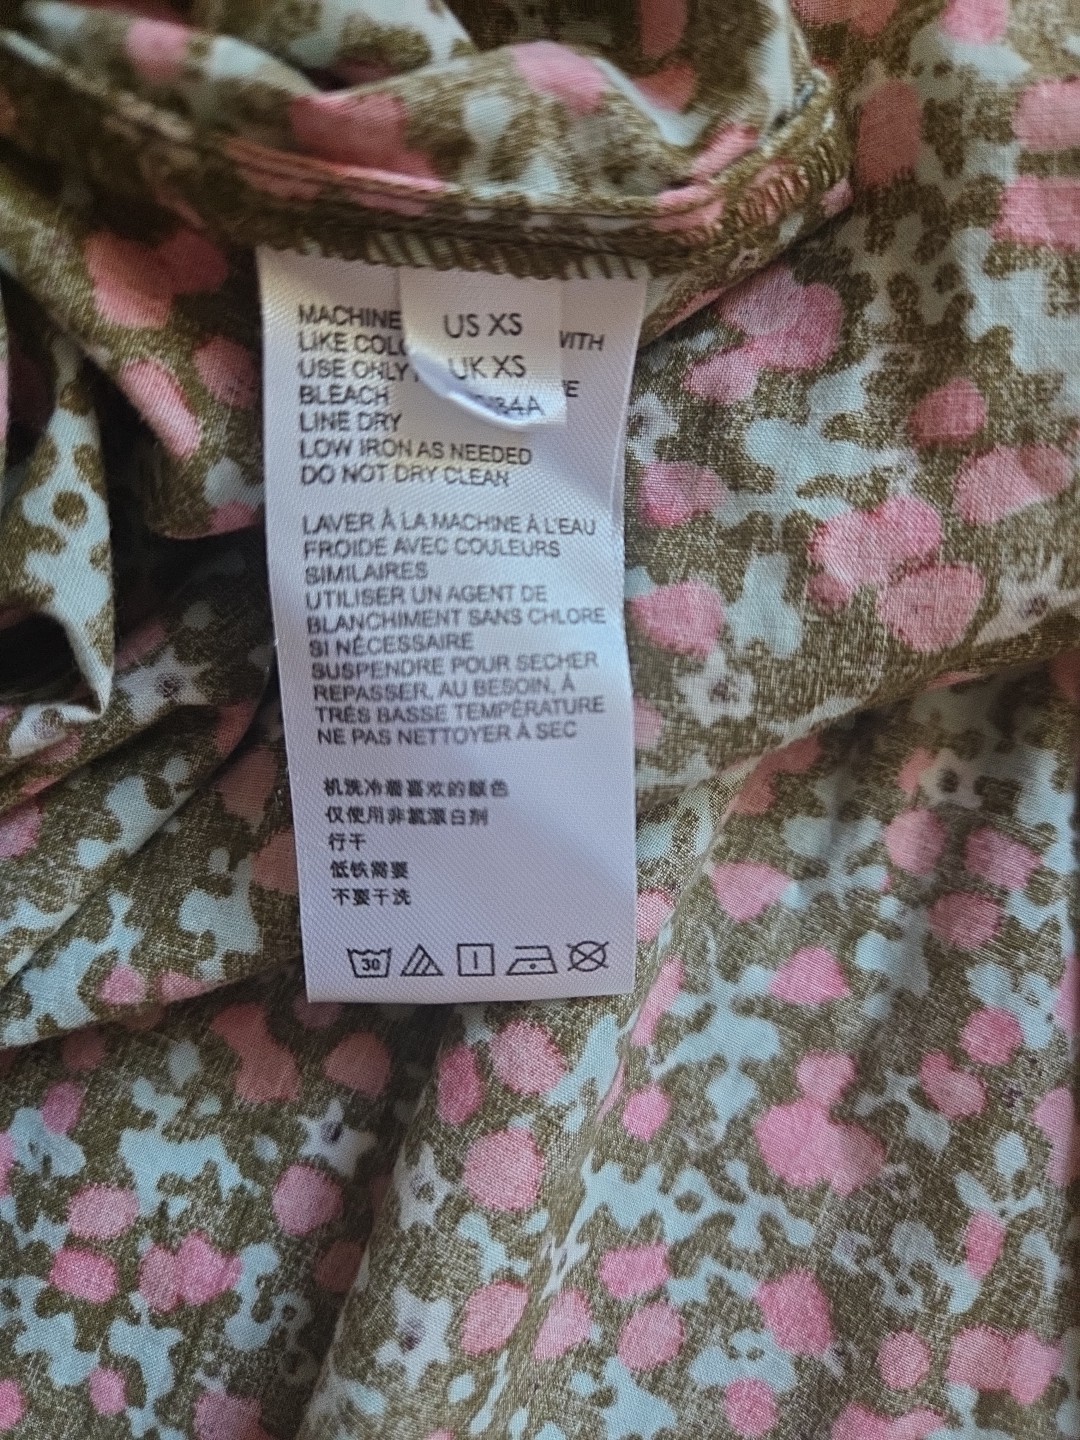 US XS
UK XS
/84A
MACHINE
LIKE WITH
USE ONLY
BLEACH
LINE DRY
LOW IRON AS NEEDED
DO NOT DRY CLEAN
LAVER À LA MACHINE À L'EAU
FROIDE AVEC COULEURS
SIMILAIRES
UTILISER UN AGENT DE
BLANCHIMENT SANS CHLORE
SI NÉCESSAIRE
SUSPENDRE POUR SECHER
REPASSER, AU BESOIN, À
TRÈS BASSE TEMPÉRATURE
NE PAS NETTOYER À SEC
机洗冷着喜欢的颜色
仅使用非氯漂白剂
行干
低铁需要
不要干洗
30